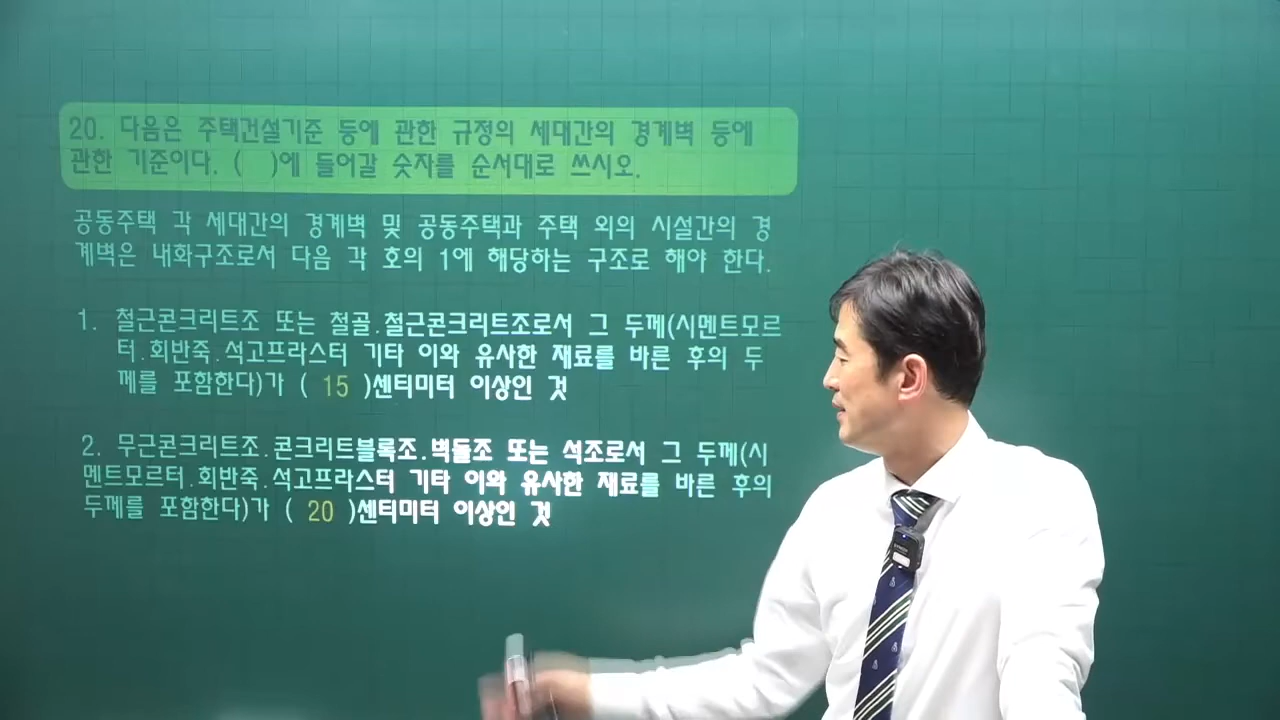 20. 다음은 주택건설기준 등에 관한 규정의 세대간의 경계벽 등에
관한 기준이다. (  )에 들어갈 숫자를 순서대로 쓰시오.
공동주택 각 세대간의 경계벽 및 공동주택과 주택 외의 시설간의 경
계벽은 내화구조로서 다음 각 호의 1에 해당하는 구조로 해야 한다.
1. 철근콘크리트조 또는 철골.철근콘크리트조로서 그 두께(시멘트모르
터.회반죽.석고프라스터 기타 이와 유사한 재료를 바른 후의 두
께를 포함한다)가 ( 15 )센티미터 이상인 것
2. 무근콘크리트조.콘크리트블록조.벽돌조 또는 석조로서 그 두께(시
멘트모르터.회반죽.석고프라스터 기타 이와 유사한 재료를 바른 후의
두께를 포함한다)가 ( 20 )센티미터 이상인 것